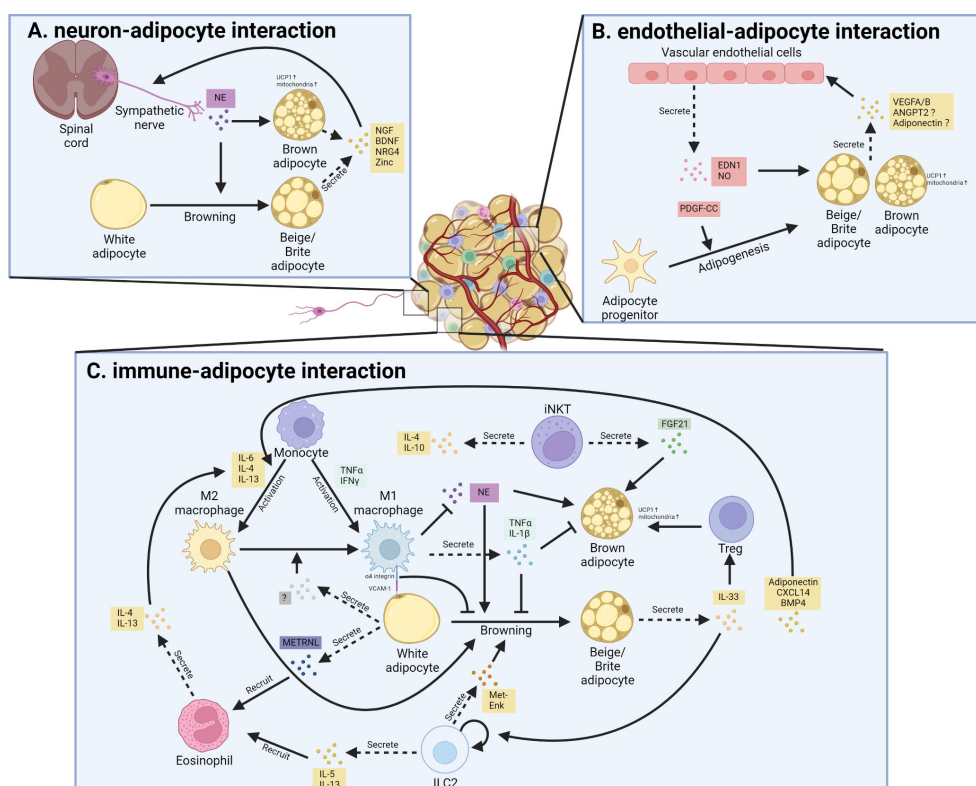 A. neuron-adipocyte interaction
Spinal
cord
Sympathetic
nerve
NE
UCP1↑
mitochondria↑
Brown
adipocyte
NGF
BDNF
NRG4
Zinc
Secrete
White
adipocyte
Browning
Beige/
Brite
adipocyte
B. endothelial-adipocyte interaction
Vascular endothelial cells
Secrete
VEGFA/B
ANGPT2 ?
Adiponectin ?
Secrete
EDN1
NO
UCP1↑
mitochondria↑
PDGF-CC
Beige/
Brite
adipocyte
Brown
adipocyte
Adipogenesis
Adipocyte
progenitor
C. immune-adipocyte interaction
Monocyte
IL-6
IL-4
IL-13
Activation
Activation
TNFα
IFNγ
IL-4
IL-10
Secrete
iNKT
Secrete
FGF21
M2
macrophage
M1
macrophage
NE
TNFα
IL-1β
Secrete
UCP1↑
mitochondria↑
Brown
adipocyte
Treg
α4 integrin
VCAM-1
?
Secrete
IL-4
IL-13
METRNL
Secrete
White
adipocyte
Browning
Beige/
Brite
adipocyte
Secrete
IL-33
Adiponectin
CXCL14
BMP4
Secrete
Recruit
Eosinophil
Recruit
IL-5
IL-13
Secrete
Secrete
Met-
Enk
ILC2